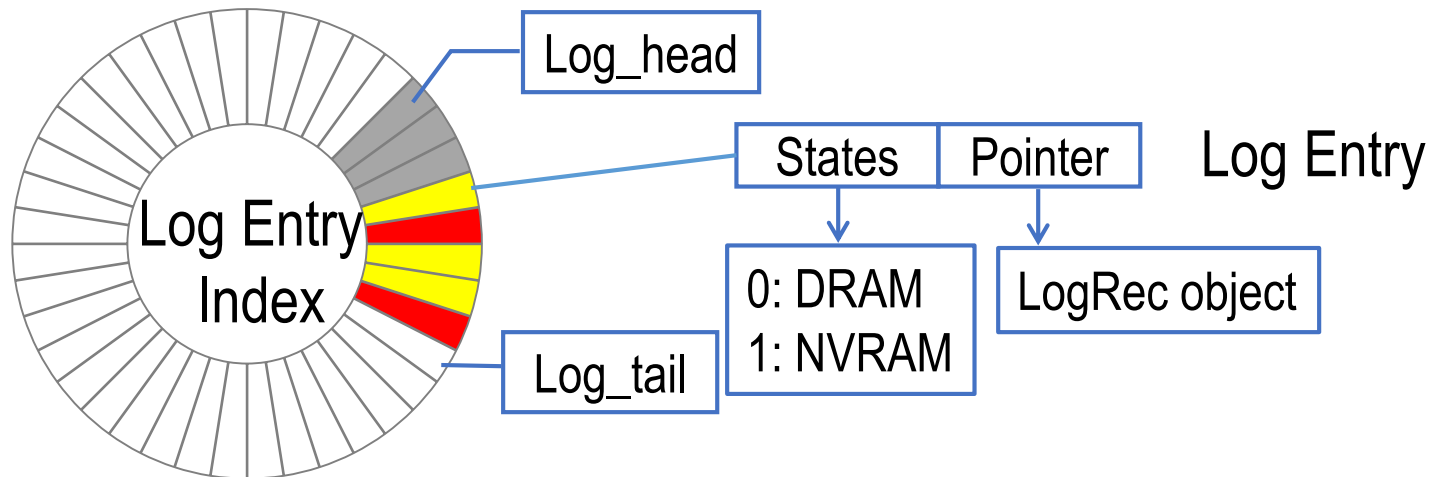 Log_head
States
Pointer
Log Entry
Log Entry
Index
0: DRAM
1: NVRAM
LogRec object
Log_tail